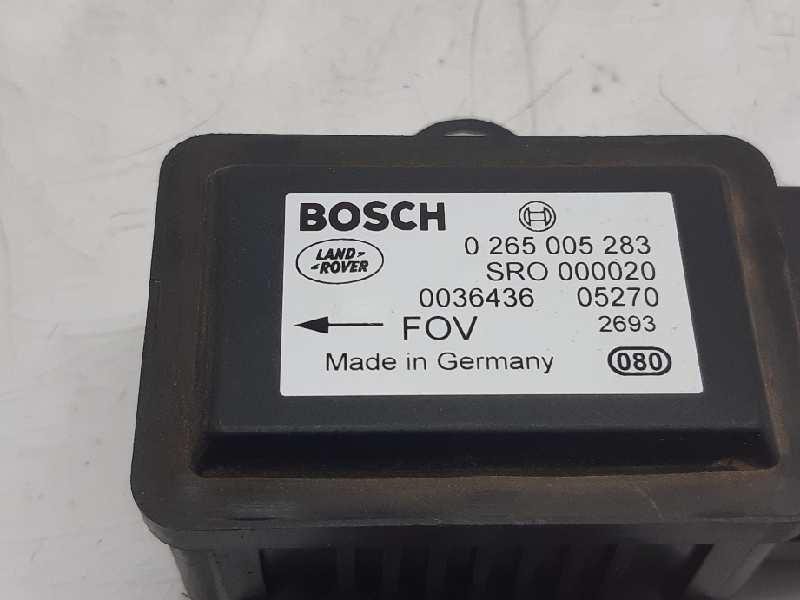 BOSCH
LAND-
-ROVER
0 265 005 283
SRO 000020
0036436 05270
FOV 2693
Made in Germany 080